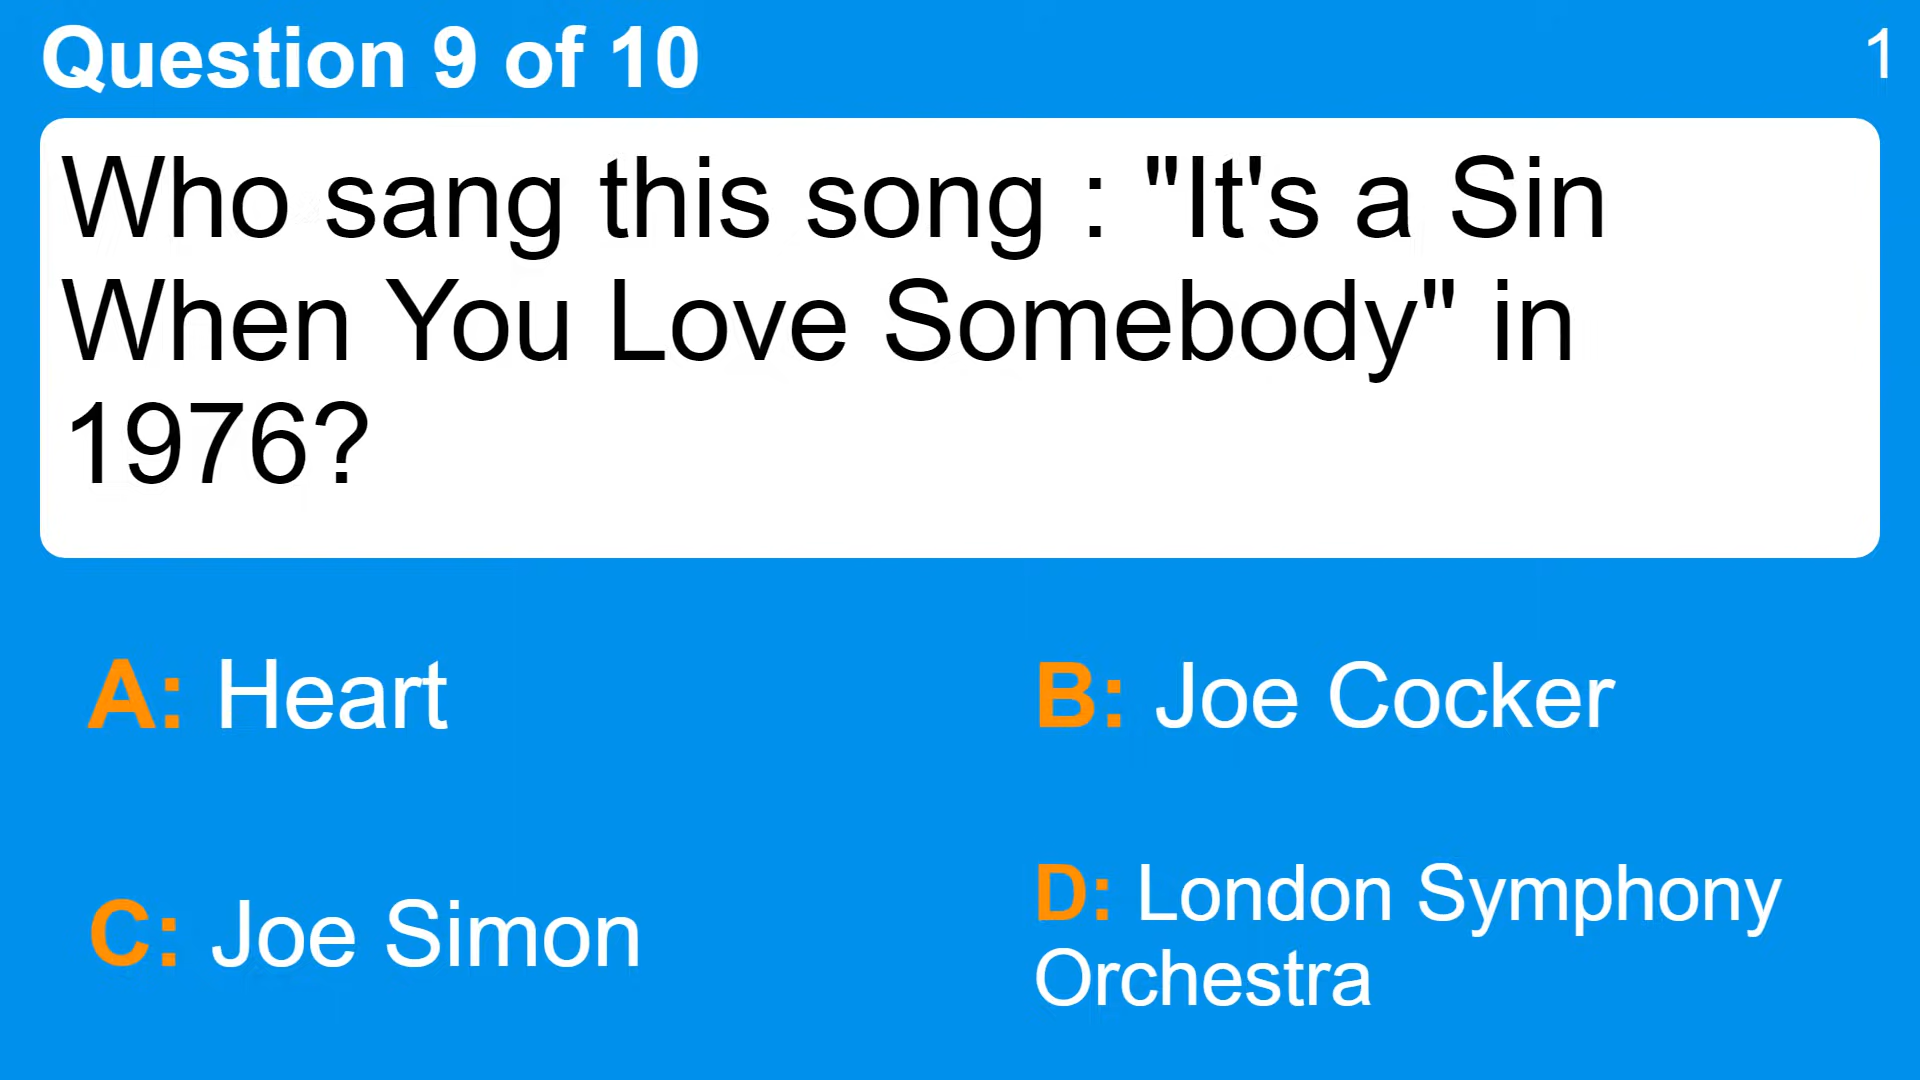 Question 9 of 10
1
Who sang this song : "It's a Sin
When You Love Somebody" in
1976?
A: Heart
B: Joe Cocker
C: Joe Simon
D: London Symphony
Orchestra